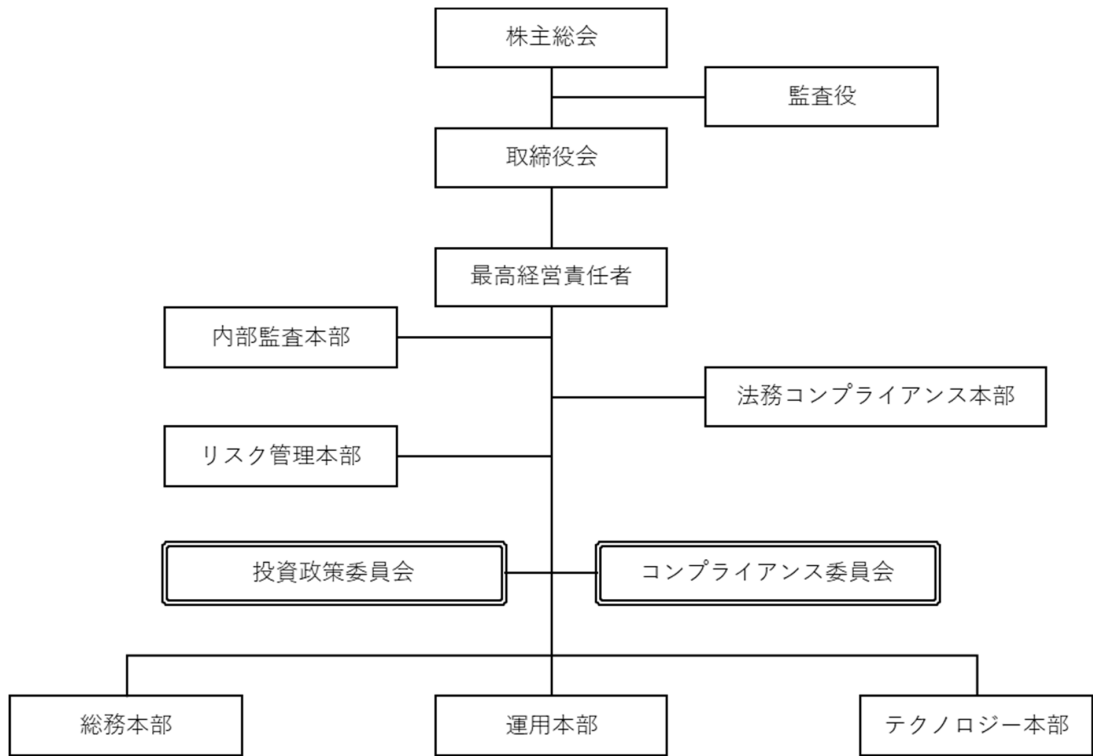 株主総会
監査役
取締役会
最高経営責任者
内部監査本部
法務コンプライアンス本部
リスク管理本部
投資政策委員会
コンプライアンス委員会
総務本部
運用本部
テクノロジー本部